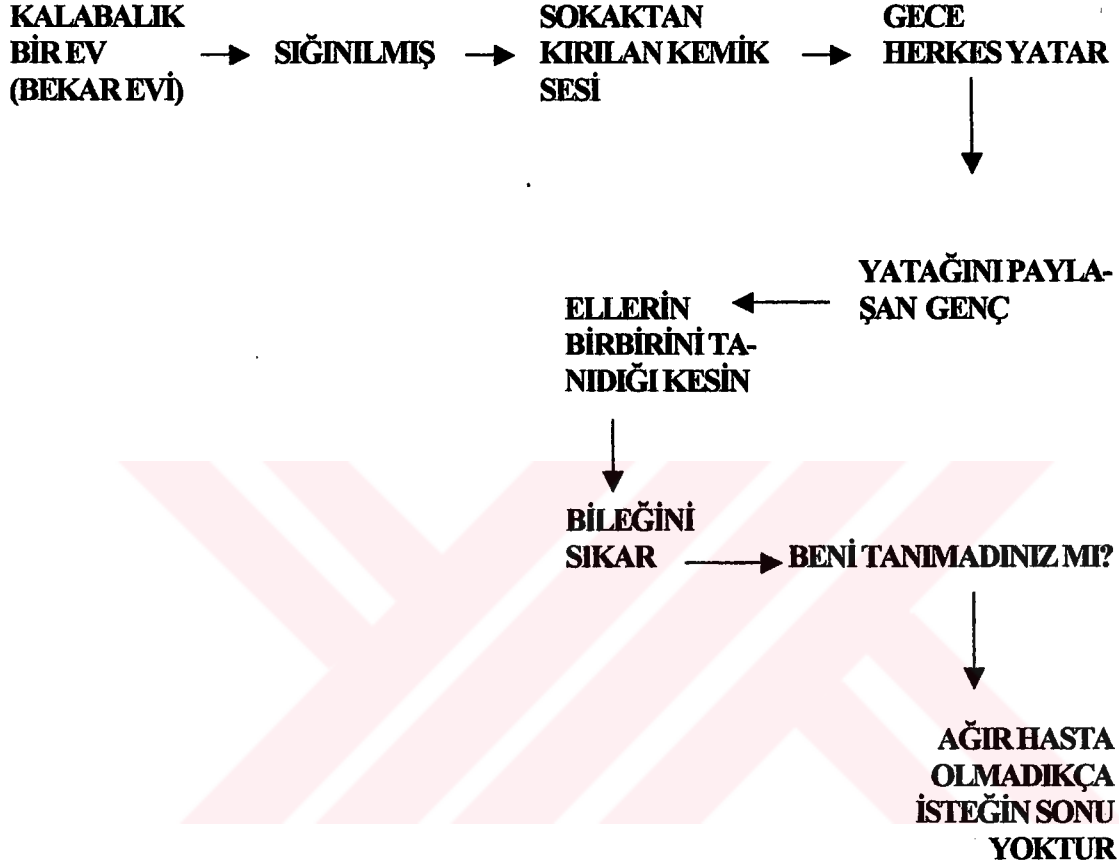 KALABALIK
BİR EV
(BEKAR EVİ)
SIĞINILMIŞ
SOKAKTAN
KIRILAN KEMİK
SESİ
GECE
HERKES YATAR
YATAĞINI PAYLA-
ŞAN GENÇ
ELLERİN
BİRBİRİNİ TA-
NIDIĞI KESİN
BİLEĞİNİ
SIKAR
BENİ TANIMADINIZ MI?
AĞIR HASTA
OLMADIKÇA
İSTEĞİN SONU
YOKTUR